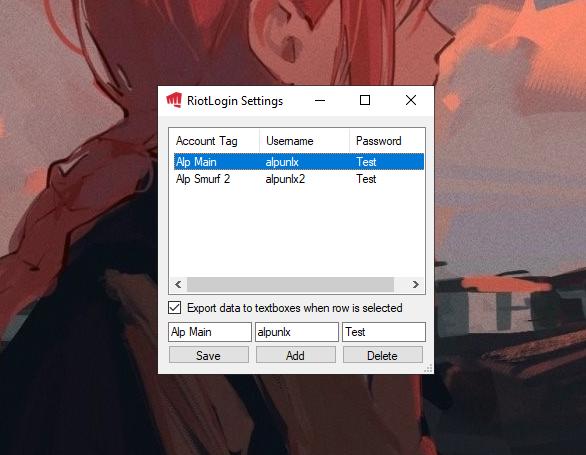 RiotLogin Settings
Account Tag Username Password
Alp Main alpunlx Test
Alp Smurf 2 alpunlx2 Test
Export data to textboxes when row is selected
Alp Main alpunlx Test
Save Add Delete